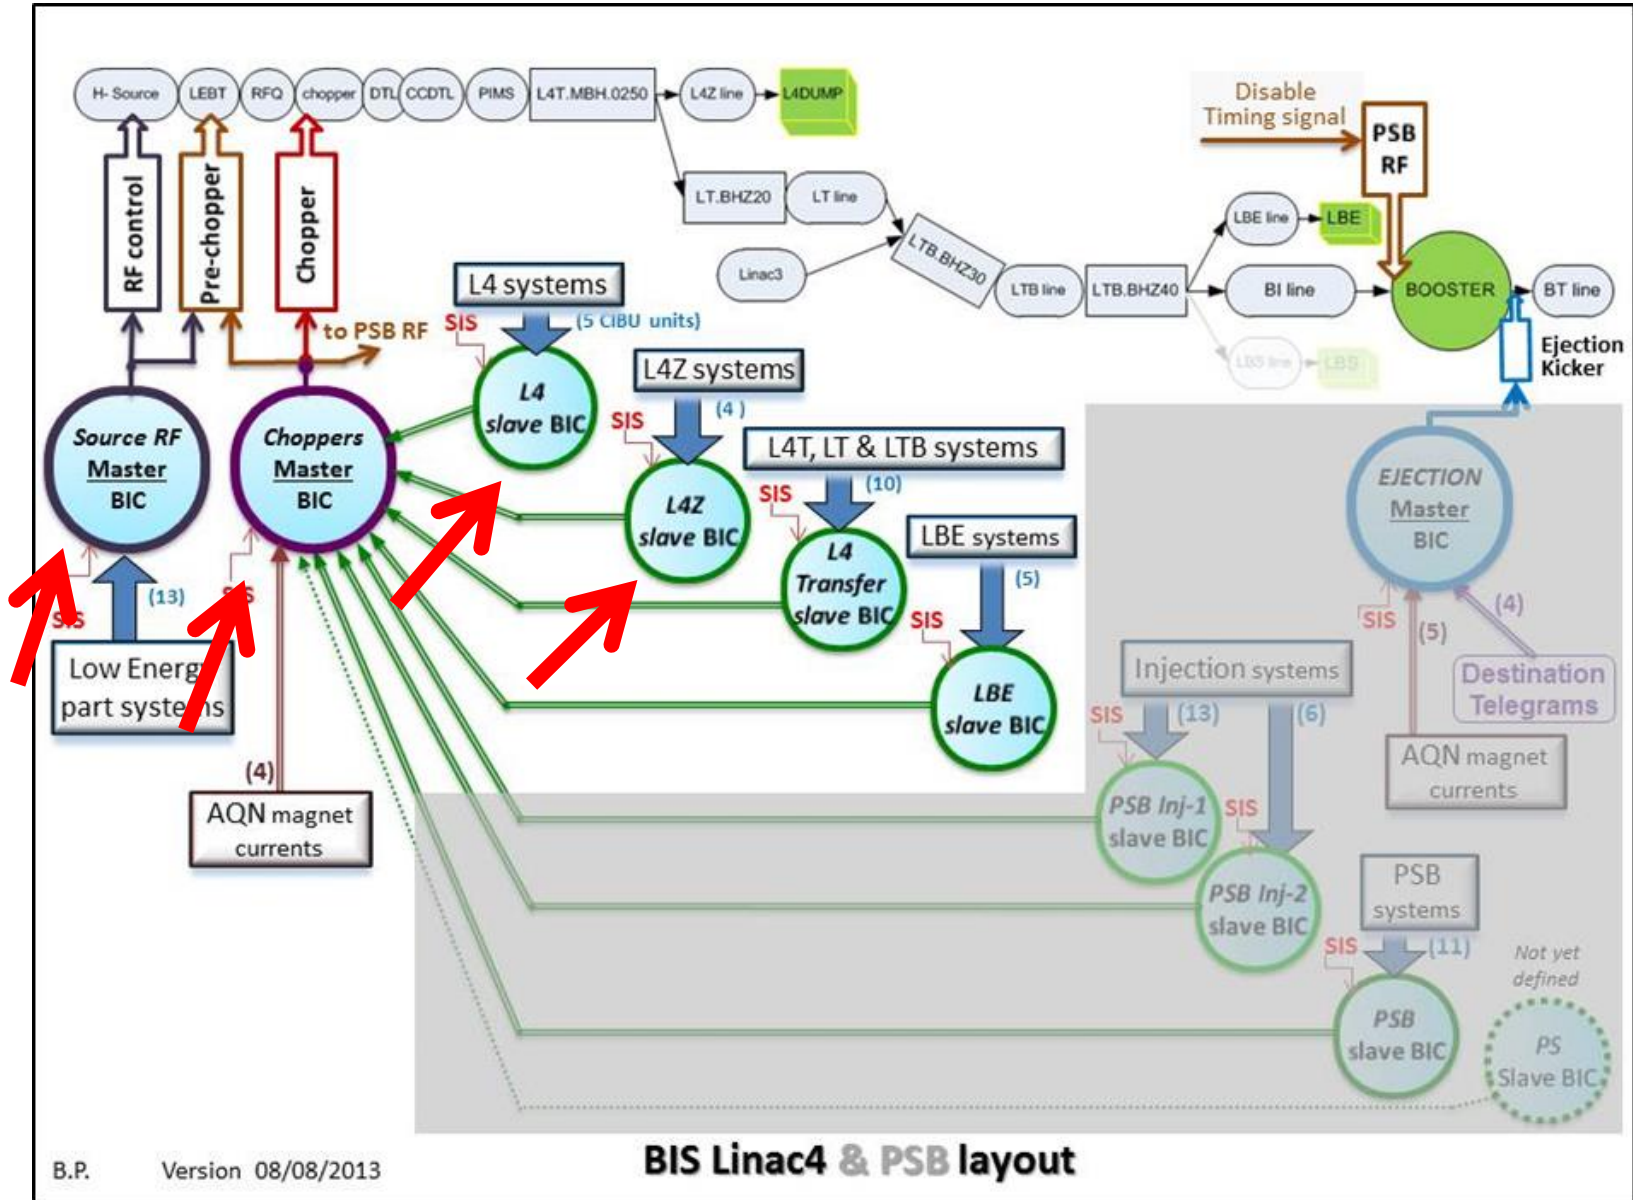 H- Source
LEBT
RFQ
chopper
DTL
CCDTL
PIMS
L4T.MBH.0250
L4Z line
L4DUMP
Disable
Timing signal
PSB
RF
RF control
Pre-chopper
Chopper
LT.BHZ20
LT line
Linac3
LTB.BHZ30
LTB line
LTB.BHZ40
LBE line
LBE
BI line
BOOSTER
BT line
LBS line
LBS
Ejection
Kicker
to PSB RF
L4 systems
SIS
(5 CIBU units)
L4
slave BIC
L4Z systems
SIS
(4 )
L4Z
slave BIC
L4T, LT & LTB systems
SIS
(10)
L4
Transfer
slave BIC
LBE systems
SIS
(5)
LBE
slave BIC
Source RF
Master
BIC
SIS
(13)
Low Energy
part systems
Choppers
Master
BIC
SIS
(4)
AQN magnet
currents
EJECTION
Master
BIC
SIS
(5)
(4)
Destination
Telegrams
AQN magnet
currents
Injection systems
SIS
(13)
(6)
PSB Inj-1
slave BIC
SIS
PSB Inj-2
slave BIC
PSB
systems
SIS
(11)
PSB
slave BIC
Not yet
defined
PS
Slave BIC
BIS Linac4 & PSB layout
B.P.
Version 08/08/2013